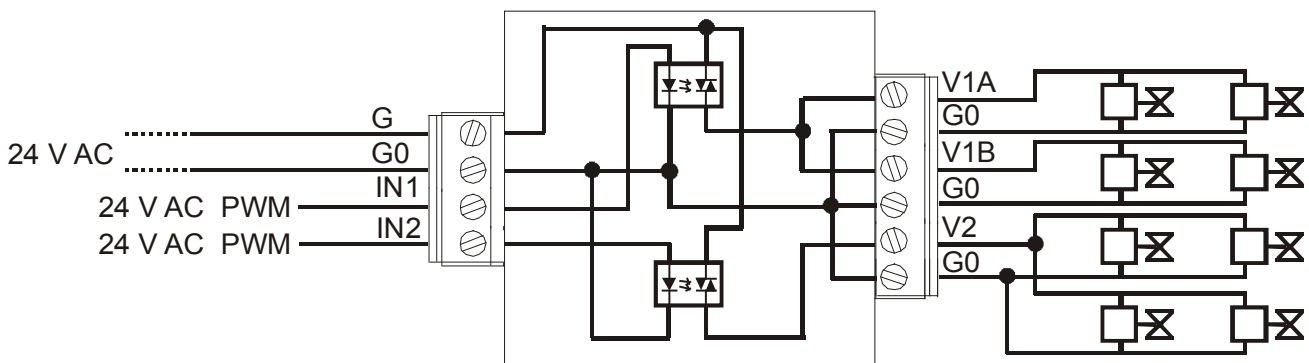 G
24 V AC
G0
IN1
24 V AC PWM
IN2
24 V AC PWM
V1A
G0
V1B
G0
V2
G0